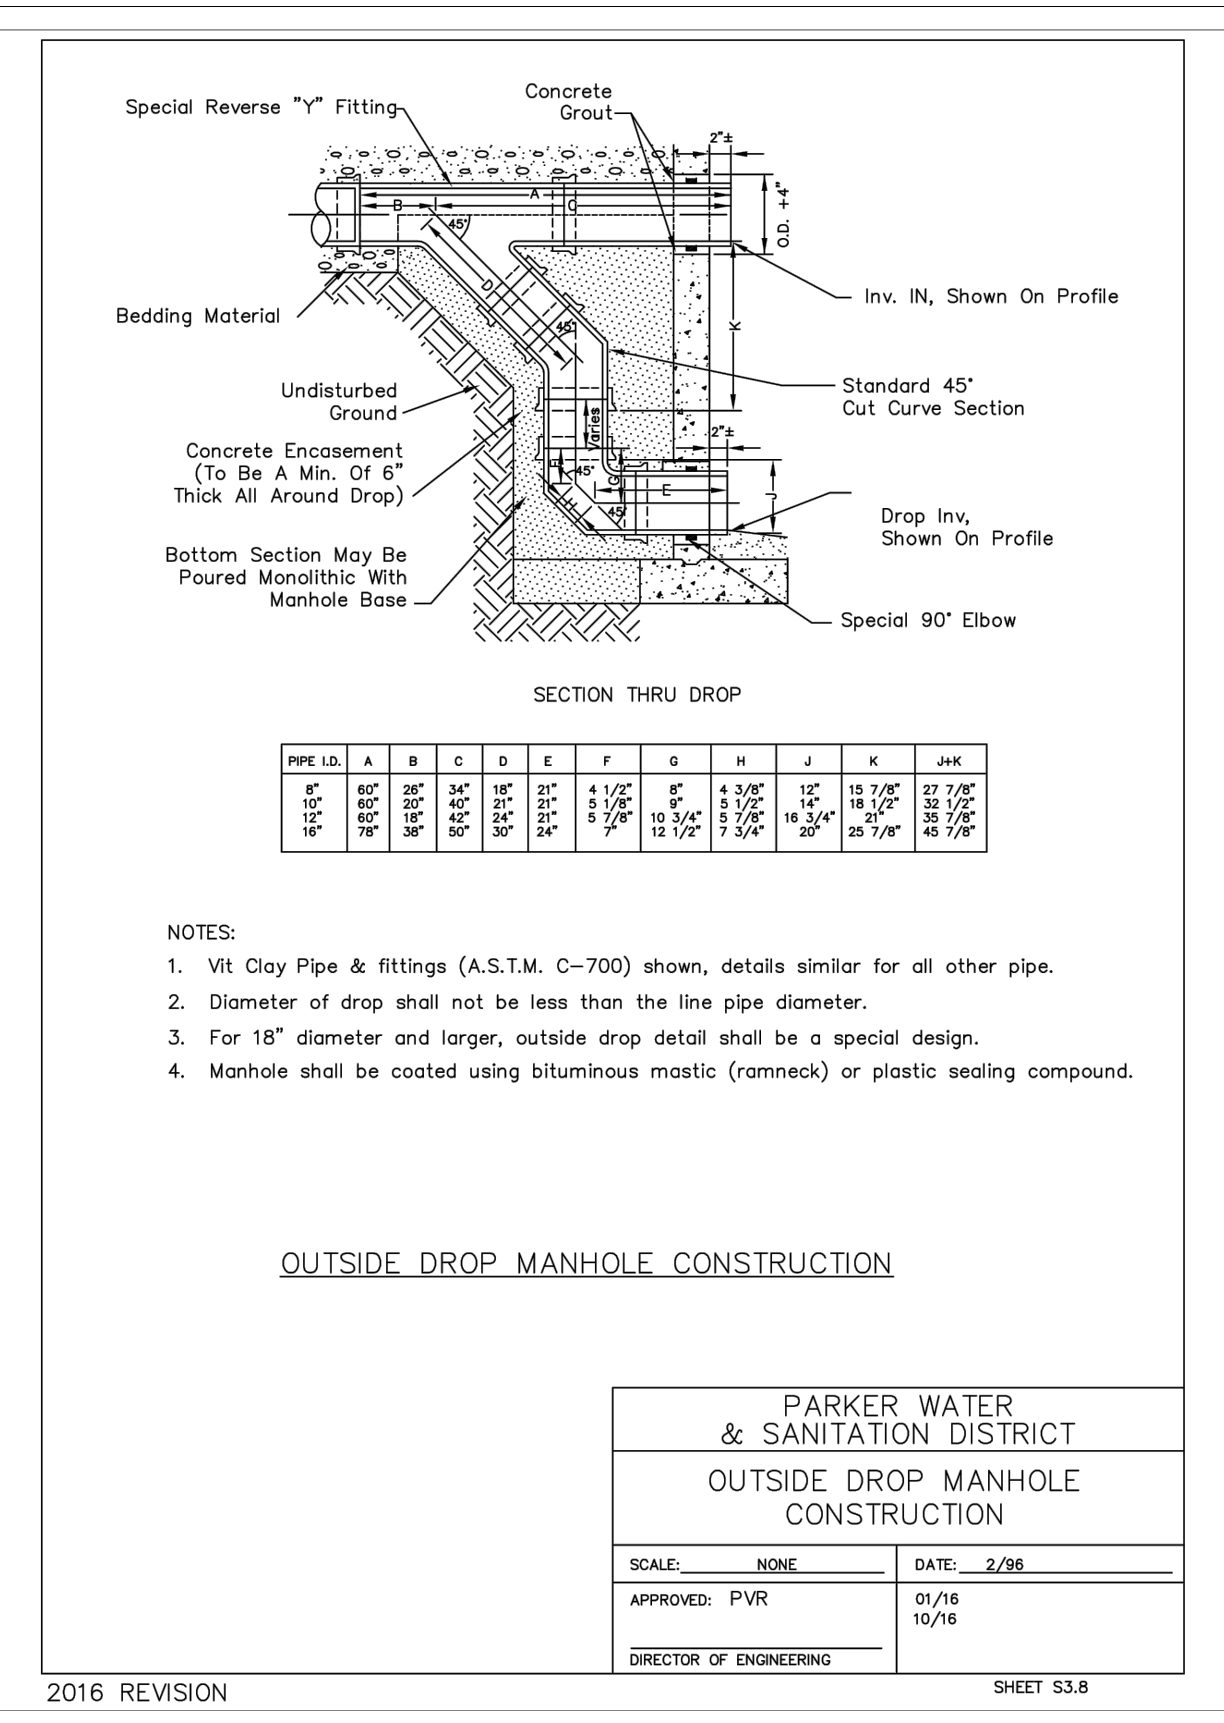 Special Reverse "Y" Fitting
Concrete
Grout
2"±
A
B
C
O.D. +4"
45°
D
Inv. IN, Shown On Profile
Bedding Material
K
45°
Undisturbed
Ground
Standard 45°
Cut Curve Section
Varies
2"±
Concrete Encasement
(To Be A Min. Of 6"
Thick All Around Drop)
F
45°
G
E
J
H
45°
Drop Inv,
Shown On Profile
Bottom Section May Be
Poured Monolithic With
Manhole Base
Special 90° Elbow
SECTION THRU DROP
PIPE I.D. A B C D E F G H J K J+K
8" 60" 26" 34" 18" 21" 4 1/2" 8" 4 3/8" 12" 15 7/8" 27 7/8"
10" 60" 20" 40" 21" 21" 5 1/8" 9" 5 1/2" 14" 18 1/2" 32 1/2"
12" 60" 18" 42" 24" 21" 5 7/8" 10 3/4" 5 7/8" 16 3/4" 21" 35 7/8"
16" 78" 38" 50" 30" 24" 7" 12 1/2" 7 3/4" 20" 25 7/8" 45 7/8"
NOTES:
1. Vit Clay Pipe & fittings (A.S.T.M. C-700) shown, details similar for all other pipe.
2. Diameter of drop shall not be less than the line pipe diameter.
3. For 18" diameter and larger, outside drop detail shall be a special design.
4. Manhole shall be coated using bituminous mastic (ramneck) or plastic sealing compound.
OUTSIDE DROP MANHOLE CONSTRUCTION
PARKER WATER
& SANITATION DISTRICT
OUTSIDE DROP MANHOLE
CONSTRUCTION
SCALE: NONE
DATE: 2/96
APPROVED: PVR
01/16
10/16
DIRECTOR OF ENGINEERING
2016 REVISION
SHEET S3.8